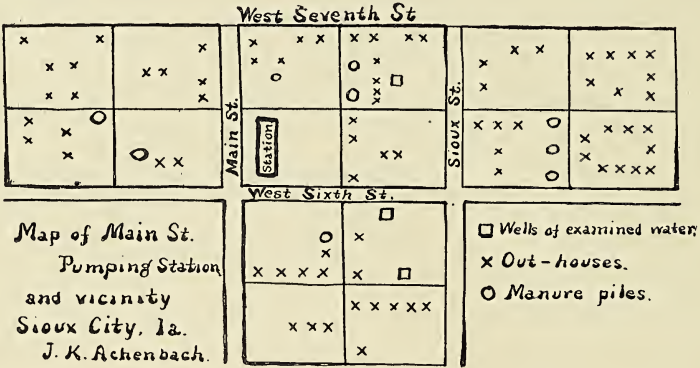 West Seventh St
Main St.
Station
Sioux St.
West Sixth St.
Map of Main St.
Pumping Station
and vicinity
Sioux City, Ia.
J. K. Achenbach.
Wells of examined water,
Out-houses.
Manure piles.